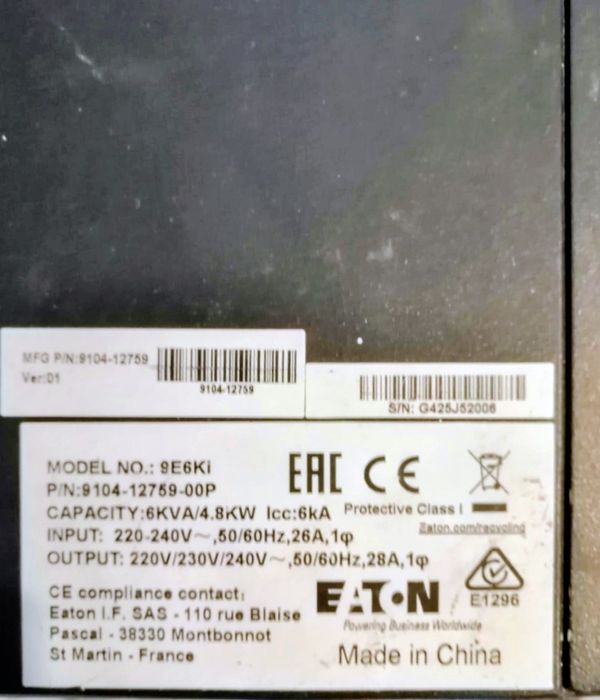 MFG P/N:9104-12759
Ver:01
9104-12759
S/N: G425J52006
MODEL NO.: 9E6Ki
P/N:9104-12759-00P
CAPACITY:6KVA/4.8KW Icc:6kA
INPUT: 220-240V~,50/60Hz,26A,1φ
OUTPUT: 220V/230V/240V~,50/60Hz,28A,1φ
EAC CE
Protective Class I
Eaton.com/recycling
CE compliance contact:
Eaton I.F. SAS - 110 rue Blaise
Pascal - 38330 Montbonnot
St Martin - France
EATON
Powering Business Worldwide
E1296
Made in China